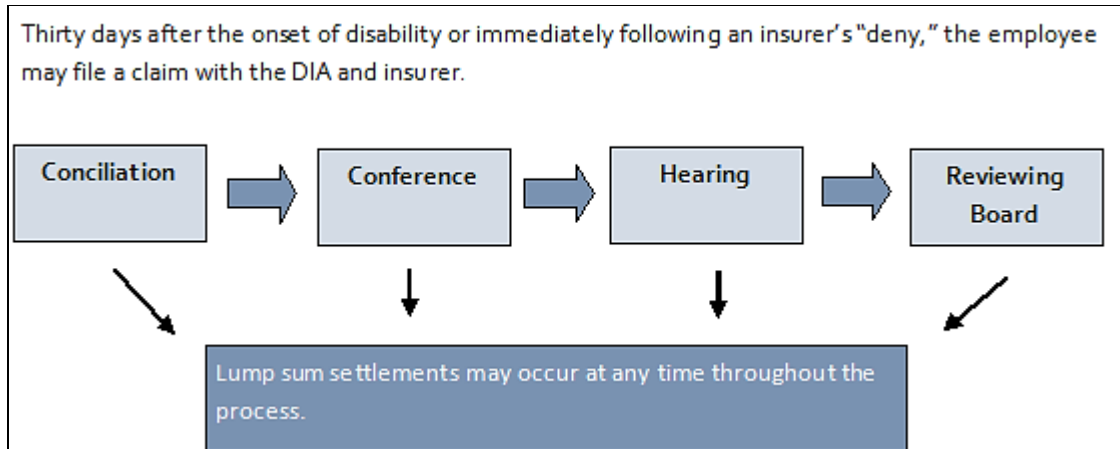 Thirty days after the onset of disability or immediately following an insurer’s “deny,” the employee
may file a claim with the DIA and insurer.
Conciliation
Conference
Hearing
Reviewing
Board
Lump sum settlements may occur at any time throughout the
process.